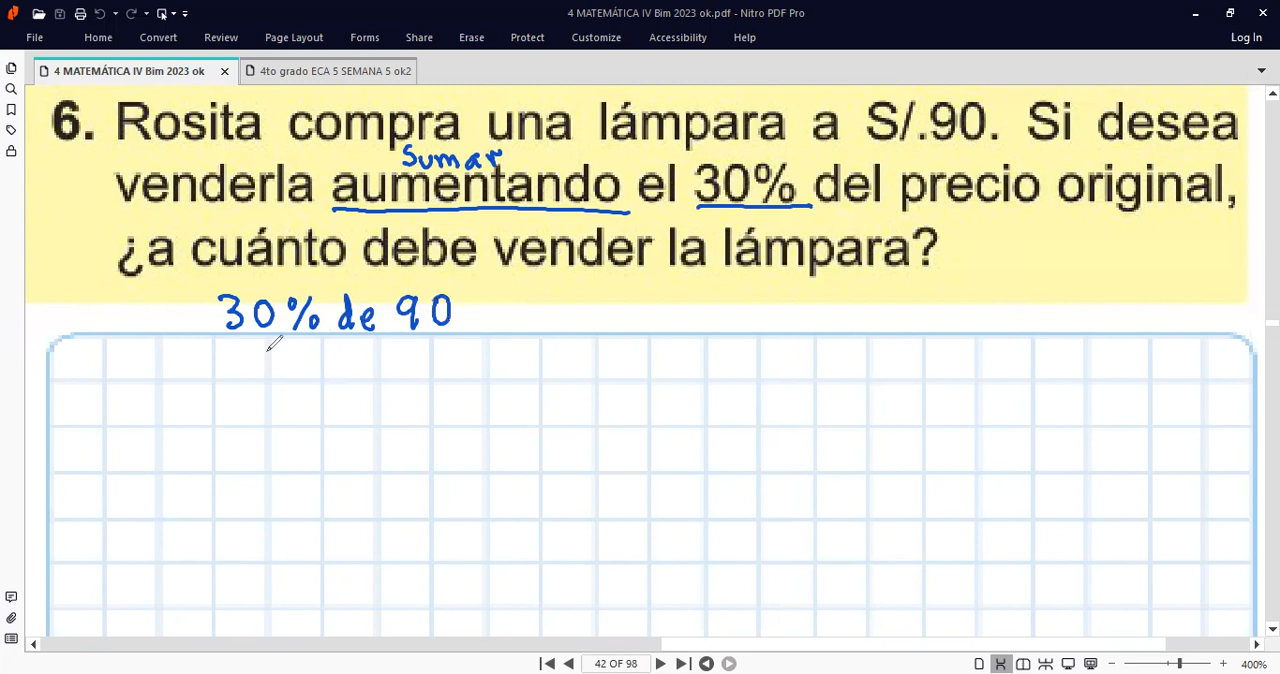 4 MATEMÁTICA IV Bim 2023 ok.pdf - Nitro PDF Pro
File Home Convert Review Page Layout Forms Share Erase Protect Customize Accessibility Help Log In
4 MATEMÁTICA IV Bim 2023 ok 4to grado ECA 5 SEMANA 5 ok2
6. Rosita compra una lámpara a S/.90. Si desea
Sumar
venderla aumentando el 30% del precio original,
¿a cuánto debe vender la lámpara?
30% de 90
42 OF 98 400%